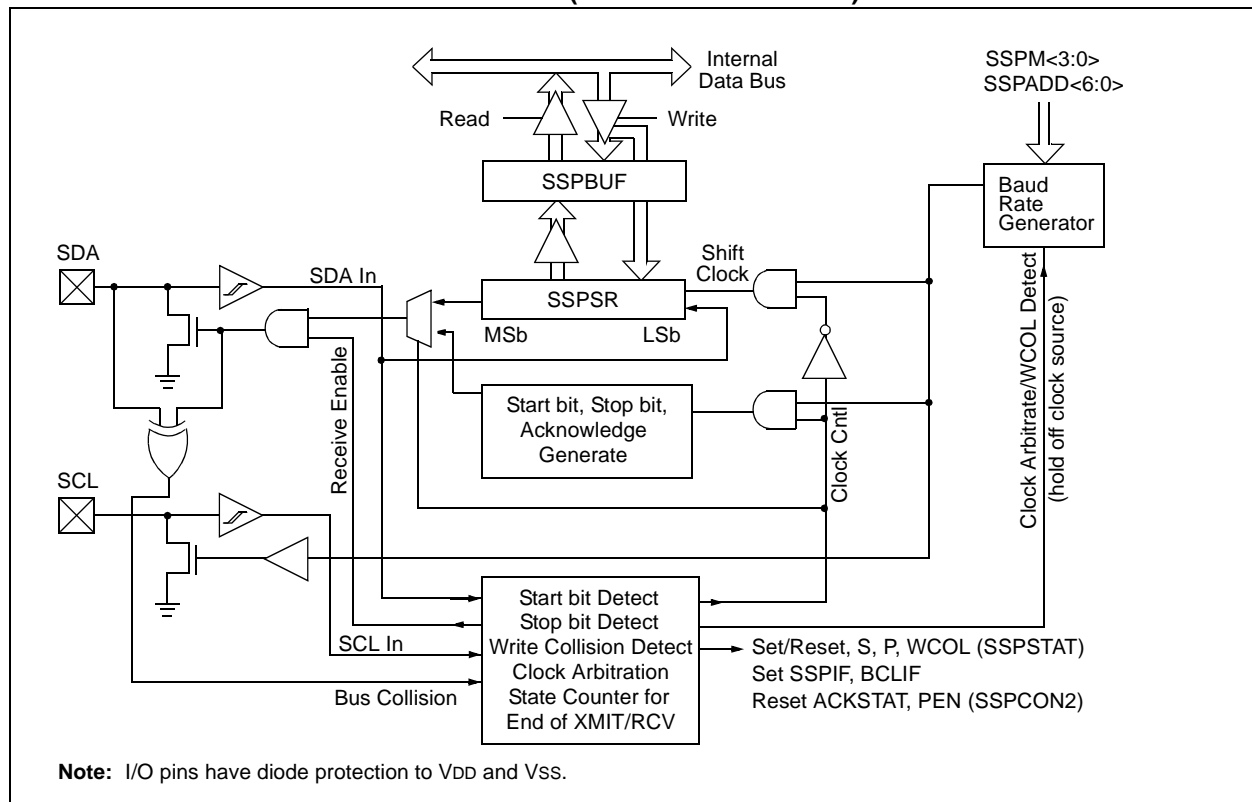 Internal
Data Bus
SSPM<3:0>
SSPADD<6:0>
Read
Write
SSPBUF
Baud
Rate
Generator
SDA
SDA In
Shift
Clock
SSPSR
MSb
LSb
Receive Enable
Start bit, Stop bit,
Acknowledge
Generate
Clock Cntl
Clock Arbitrate/WCOL Detect
(hold off clock source)
SCL
SCL In
Bus Collision
Start bit Detect
Stop bit Detect
Write Collision Detect
Clock Arbitration
State Counter for
End of XMIT/RCV
Set/Reset, S, P, WCOL (SSPSTAT)
Set SSPIF, BCLIF
Reset ACKSTAT, PEN (SSPCON2)
Note: I/O pins have diode protection to VDD and VSS.